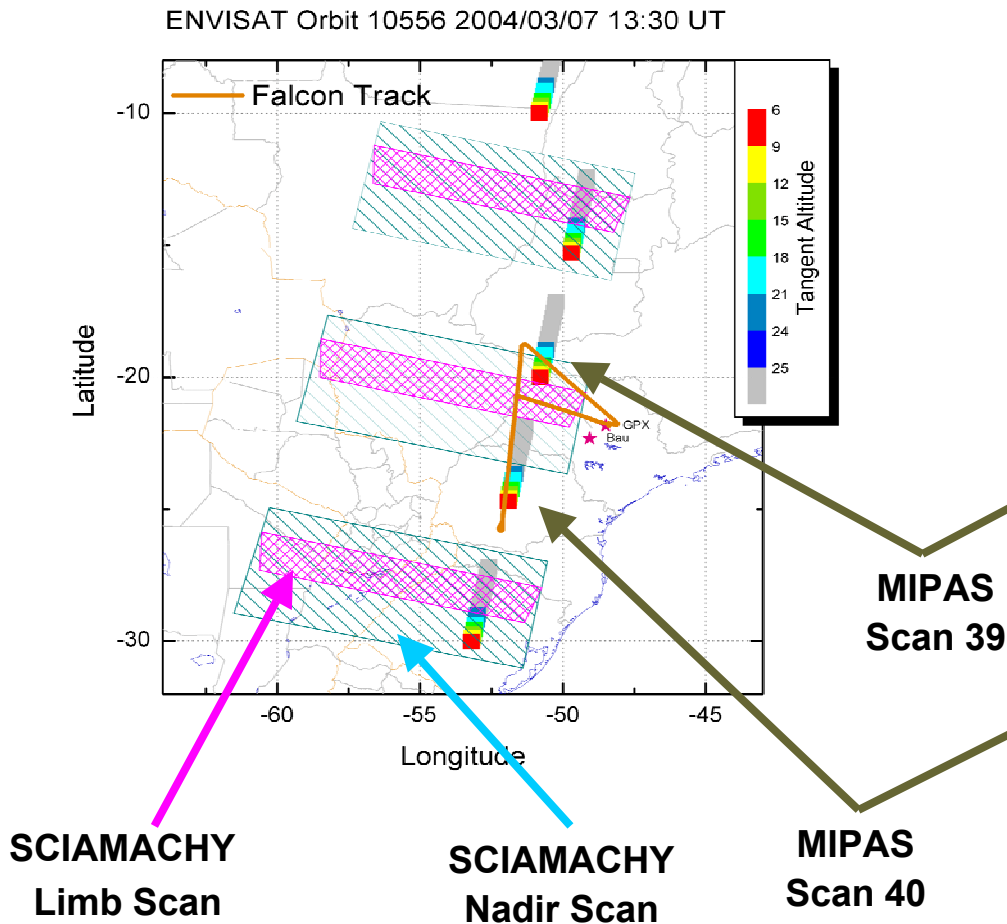 ENVISAT Orbit 10556 2004/03/07 13:30 UT
Falcon Track
-10
-20
-30
Latitude
-60
-55
-50
-45
Longitude
6
9
12
15
18
21
24
25
Tangent Altitude
GPX
Bau
MIPAS
Scan 39
SCIAMACHY
Limb Scan
SCIAMACHY
Nadir Scan
MIPAS
Scan 40